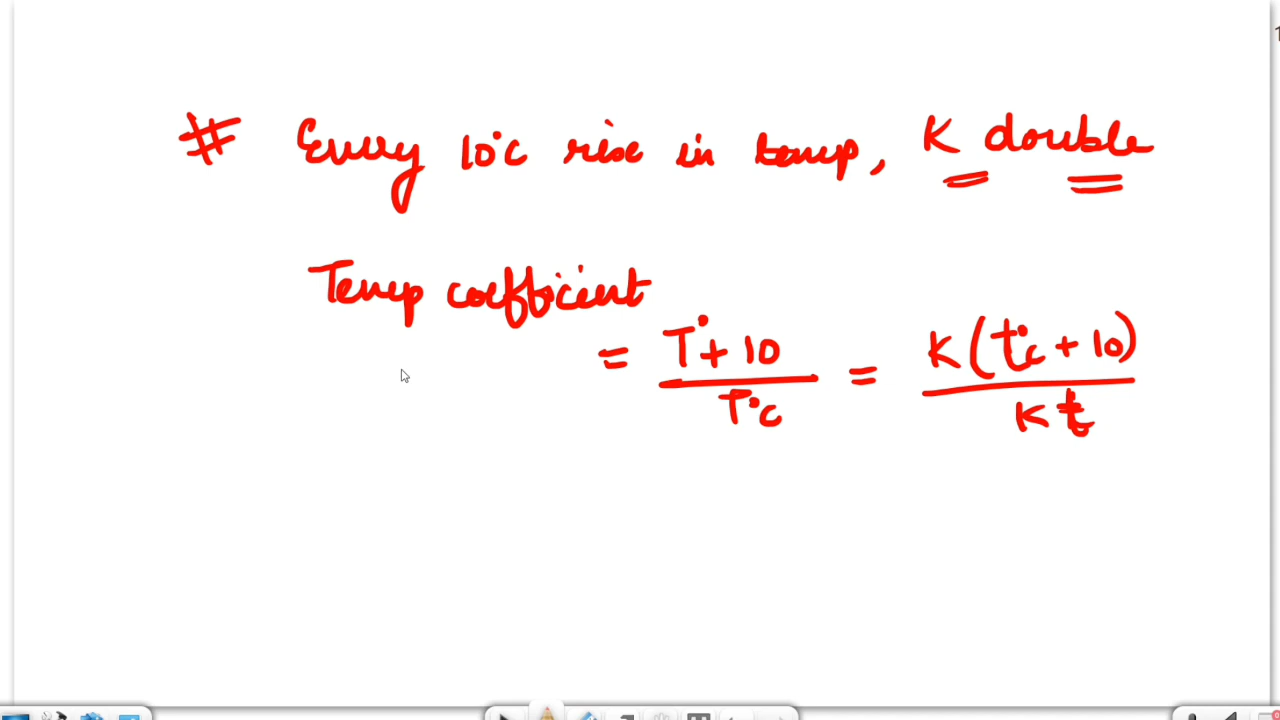 # Every 10°C rise in temp, K double
Temp coefficient
= T°+10 / T°C = K(t°c + 10) / Kt